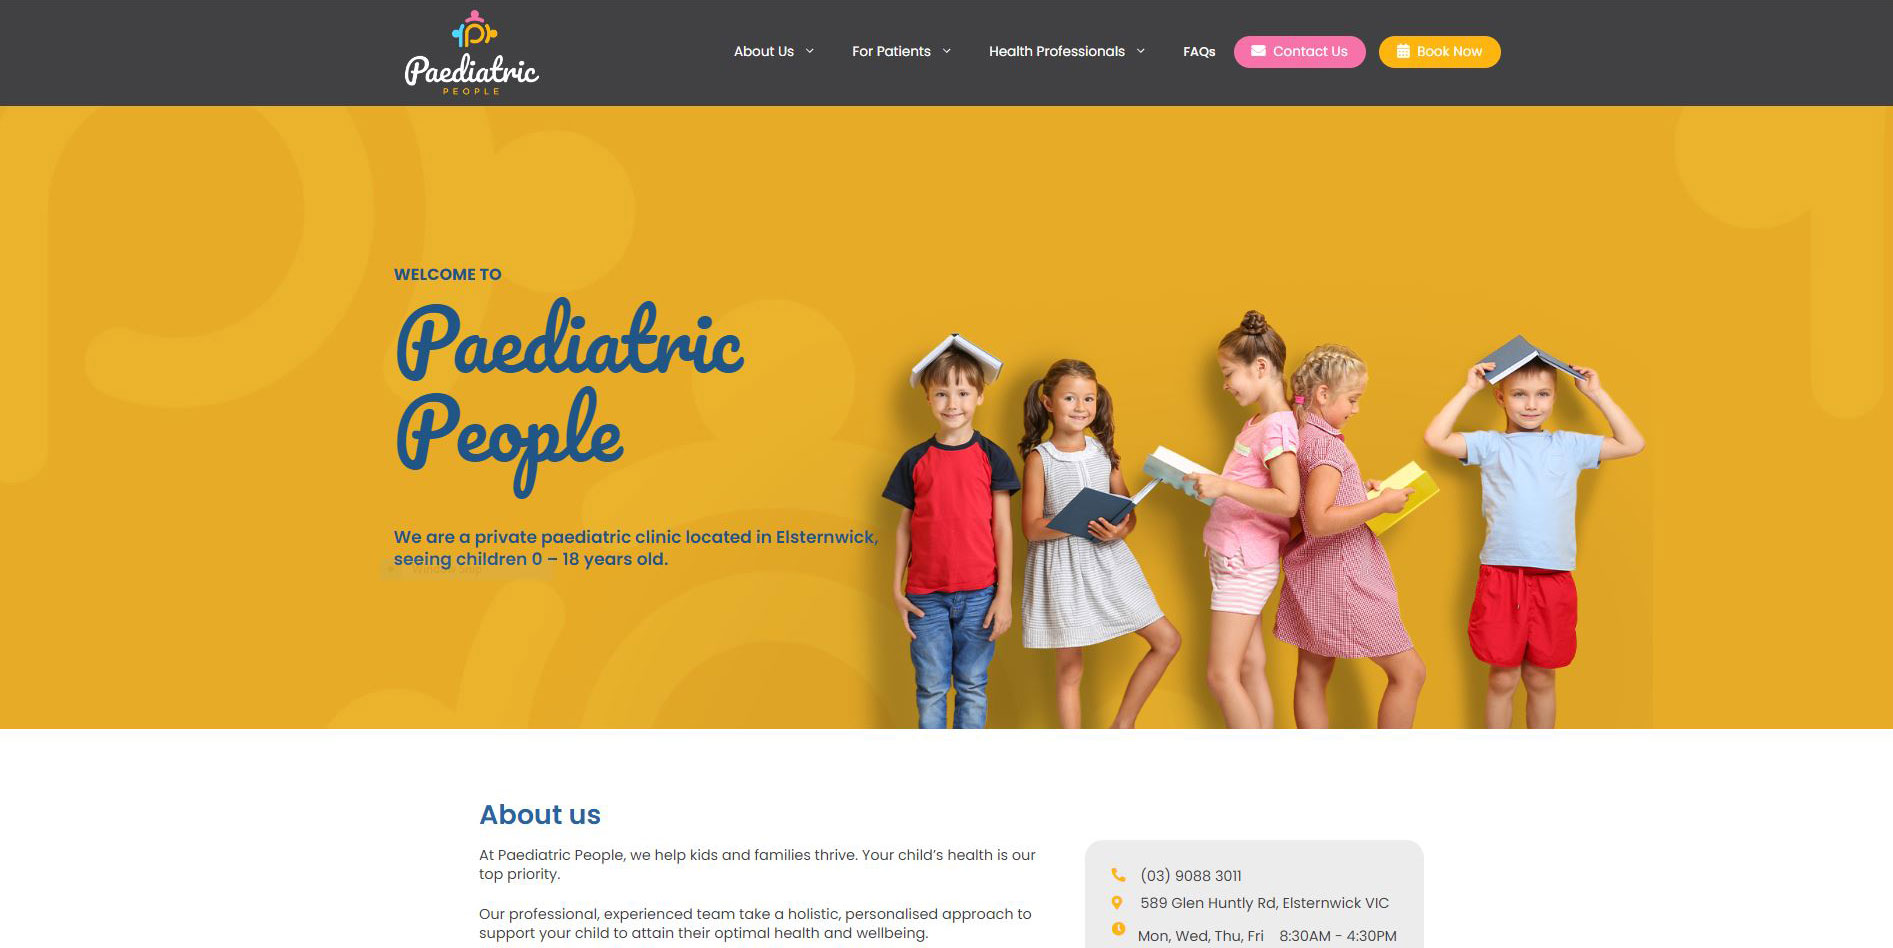 Paediatric
PEOPLE
About Us
For Patients
Health Professionals
FAQs
Contact Us
Book Now
WELCOME TO
Paediatric
People
We are a private paediatric clinic located in Elsternwick,
seeing children 0 – 18 years old.
Window Snip
About us
At Paediatric People, we help kids and families thrive. Your child’s health is our
top priority.
Our professional, experienced team take a holistic, personalised approach to
support your child to attain their optimal health and wellbeing.
(03) 9088 3011
589 Glen Huntly Rd, Elsternwick VIC
Mon, Wed, Thu, Fri 8:30AM - 4:30PM